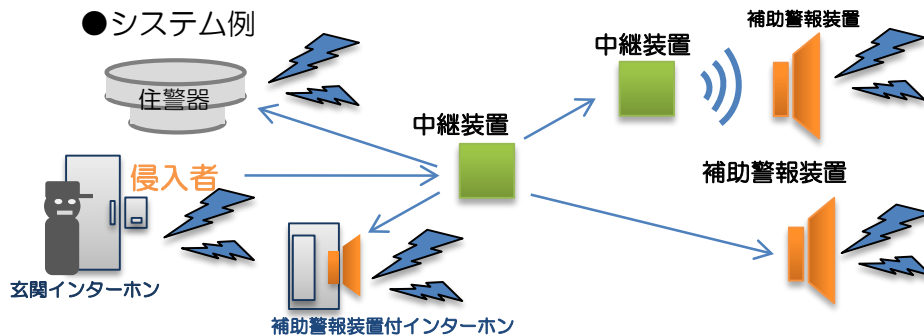 ●システム例
補助警報装置
中継装置
住警器
中継装置
侵入者
補助警報装置
玄関インターホン
補助警報装置付インターホン